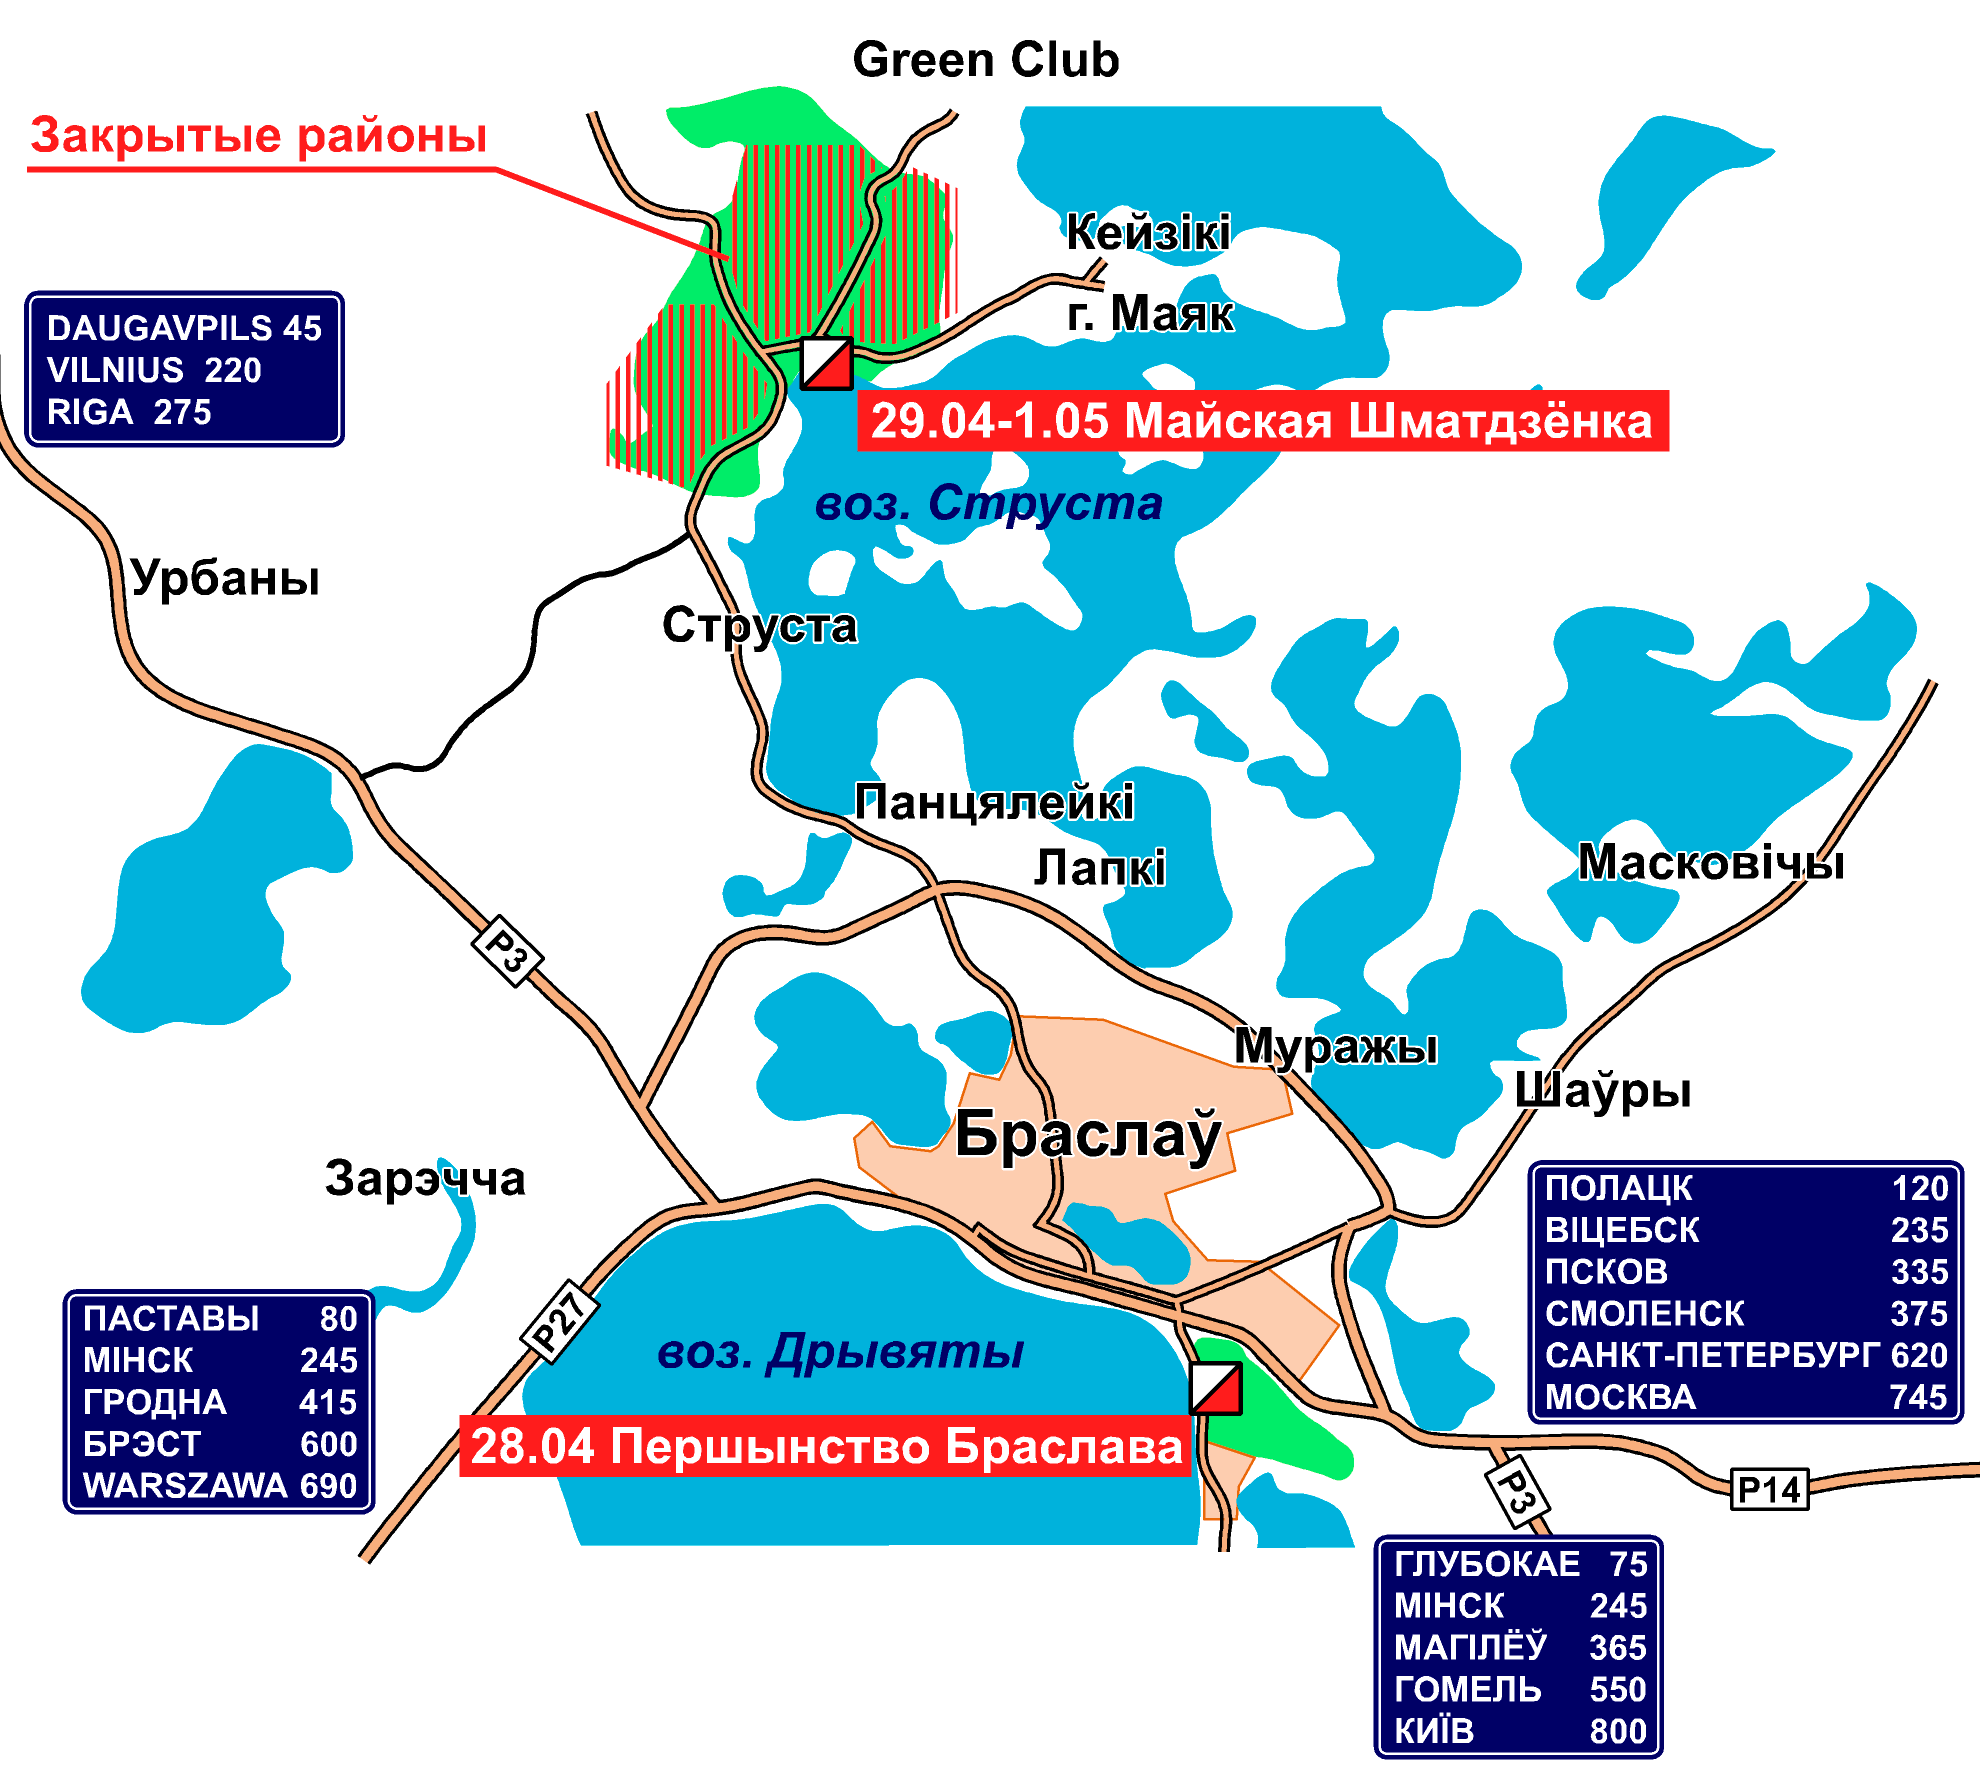 Green Club
Закрытые районы
Кейзікі
г. Маяк
DAUGAVPILS 45
VILNIUS 220
RIGA 275
29.04-1.05 Майская Шматдзёнка
воз. Струста
Урбаны
Струста
Панцялейкі
Лапкі
Масковічы
P3
Муражы
Шаўры
Браслаў
Зарэчча
ПОЛАЦК 120
ВІЦЕБСК 235
ПСКОВ 335
СМОЛЕНСК 375
САНКТ-ПЕТЕРБУРГ 620
МОСКВА 745
ПАСТАВЫ 80
МІНСК 245
ГРОДНА 415
БРЭСТ 600
WARSZAWA 690
P27
воз. Дрывяты
28.04 Першынство Браслава
P3
P14
ГЛУБОКАЕ 75
МІНСК 245
МАГІЛЁЎ 365
ГОМЕЛЬ 550
КИЇВ 800